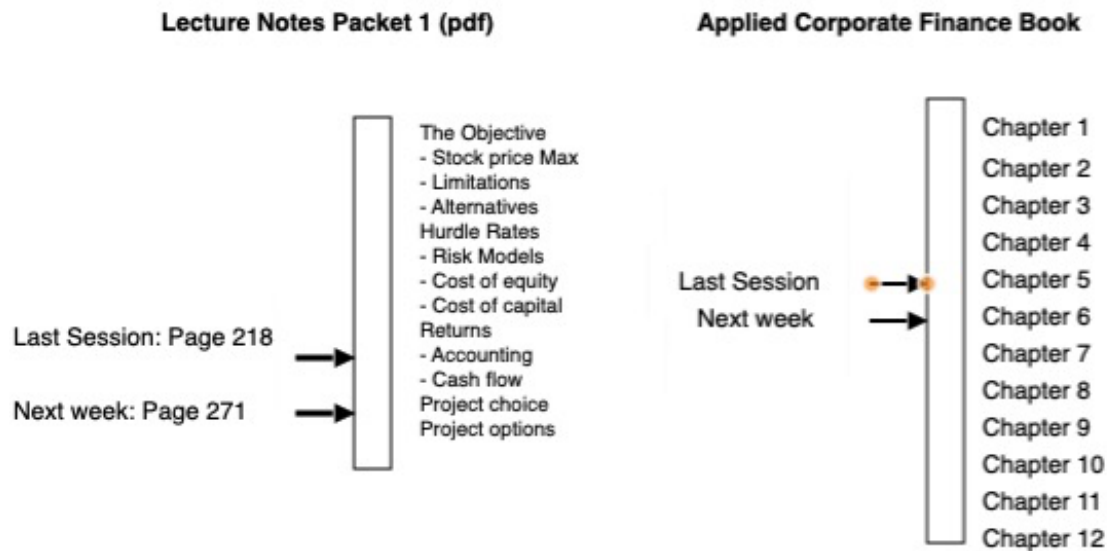 Lecture Notes Packet 1 (pdf)
The Objective
- Stock price Max
- Limitations
- Alternatives
Hurdle Rates
- Risk Models
- Cost of equity
- Cost of capital
Returns
- Accounting
- Cash flow
Project choice
Project options
Last Session: Page 218
Next week: Page 271
Applied Corporate Finance Book
Last Session
Next week
Chapter 1
Chapter 2
Chapter 3
Chapter 4
Chapter 5
Chapter 6
Chapter 7
Chapter 8
Chapter 9
Chapter 10
Chapter 11
Chapter 12